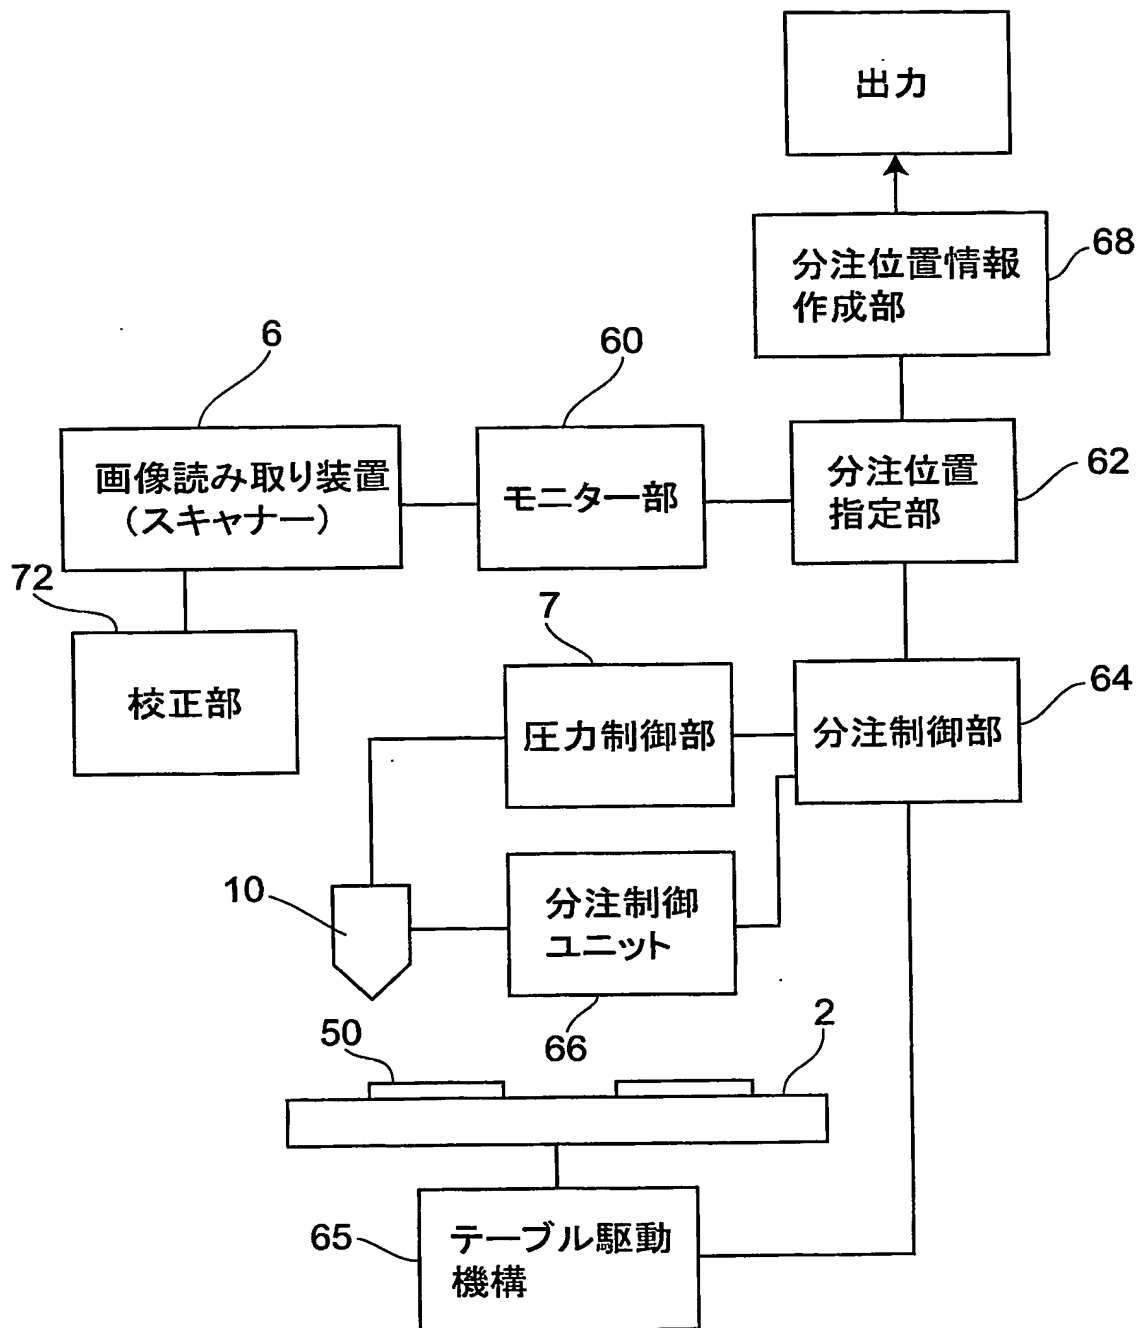 出力
分注位置情報
作成部
68
6
60
画像読み取り装置
(スキャナー)
モニター部
分注位置
指定部
62
72
校正部
7
圧力制御部
分注制御部
64
10
分注制御
ユニット
66
50
2
65
テーブル駆動
機構